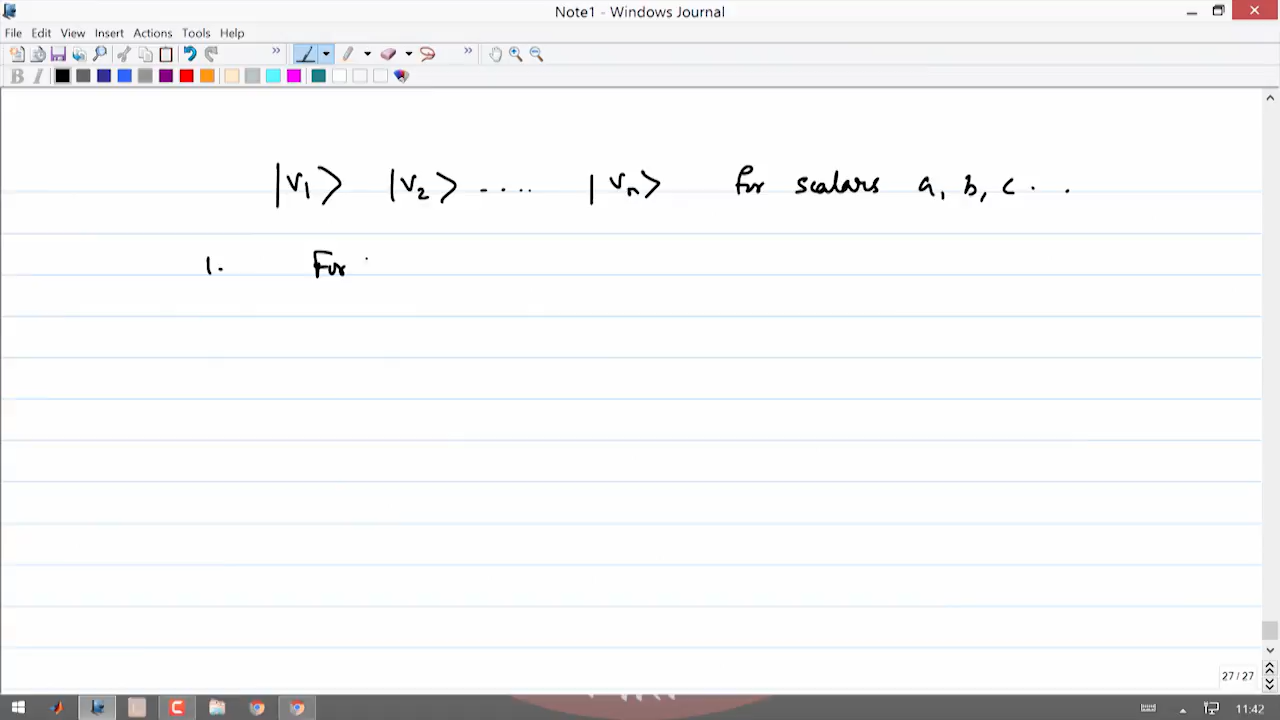 Note1 - Windows Journal
File Edit View Insert Actions Tools Help
B I
|v₁⟩ |v₂⟩ ..... |vₙ⟩ for scalars a, b, c . .
1. For
27 / 27
11:42